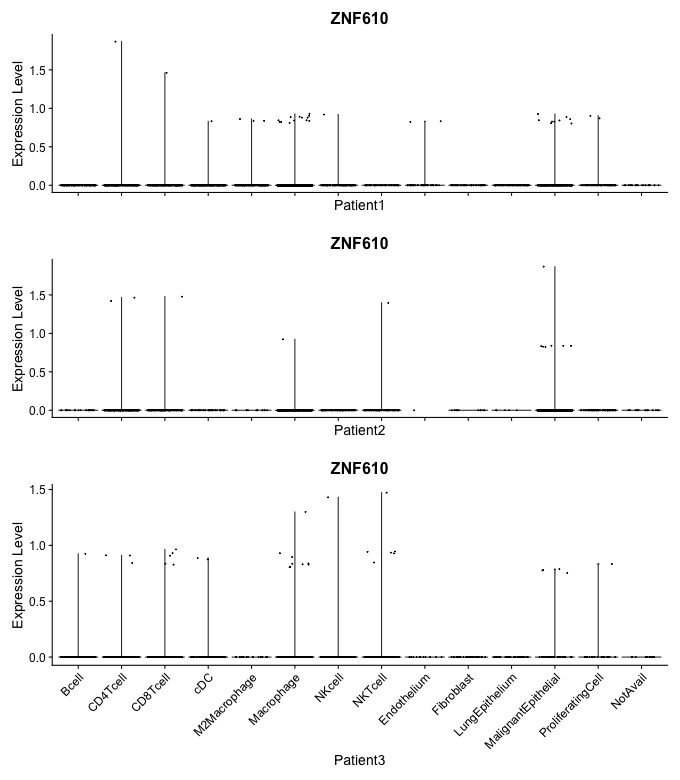 ZNF610
Expression Level
1.5
1.0
0.5
0.0
Patient1
ZNF610
Expression Level
1.5
1.0
0.5
0.0
Patient2
ZNF610
Expression Level
1.5
1.0
0.5
0.0
Bcell
CD4Tcell
CD8Tcell
cDC
M2Macrophage
Macrophage
NKcell
NKTcell
Endothelium
Fibroblast
LungEpithelium
MalignantEpithelial
ProliferatingCell
NotAvail
Patient3